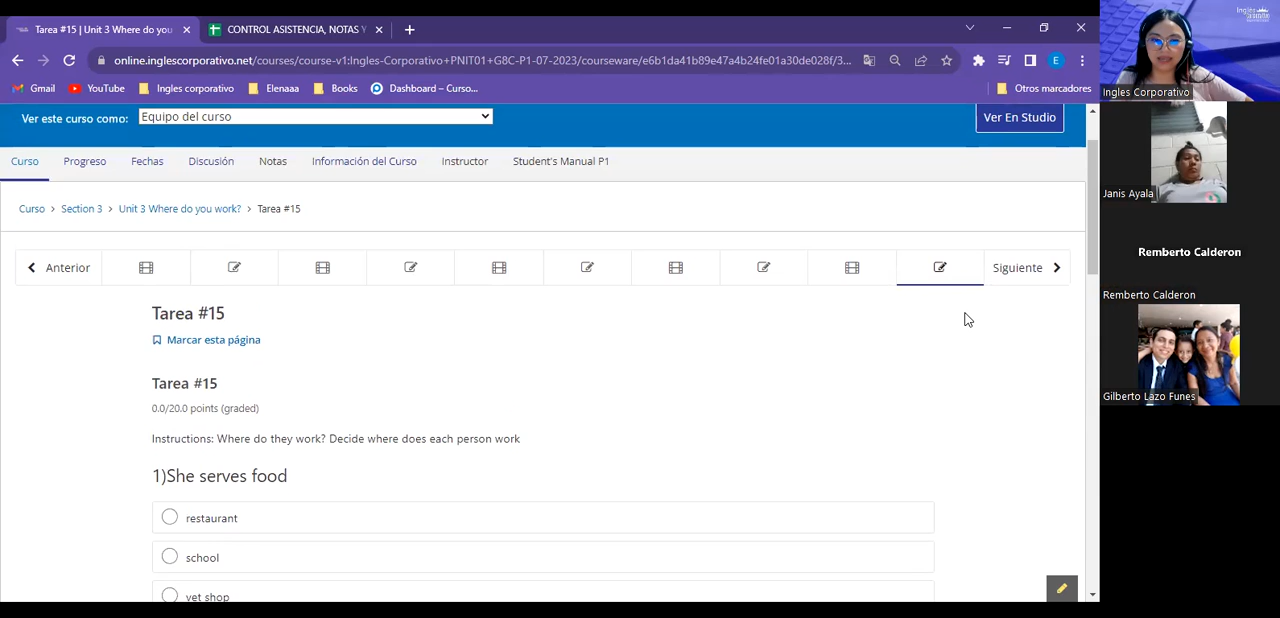 Tarea #15 | Unit 3 Where do you
CONTROL ASISTENCIA, NOTAS Y
online.inglescorporativo.net/courses/course-v1:Ingles-Corporativo+PNIT01+G8C-P1-07-2023/courseware/e6b1da41b89e47a4b24fe01a30de028f/3...
E
Gmail
YouTube
Ingles corporativo
Elenaaa
Books
Dashboard – Curso...
Otros marcadores
Ver este curso como:
Equipo del curso
Ver En Studio
Curso
Progreso
Fechas
Discusión
Notas
Información del Curso
Instructor
Student's Manual P1
Curso > Section 3 > Unit 3 Where do you work? > Tarea #15
Anterior
Siguiente
Tarea #15
Marcar esta página
Tarea #15
0.0/20.0 points (graded)
Instructions: Where do they work? Decide where does each person work
1)She serves food
restaurant
school
vet shop
Ingles Corporativo
Janis Ayala
Remberto Calderon
Remberto Calderon
Gilberto Lazo Funes